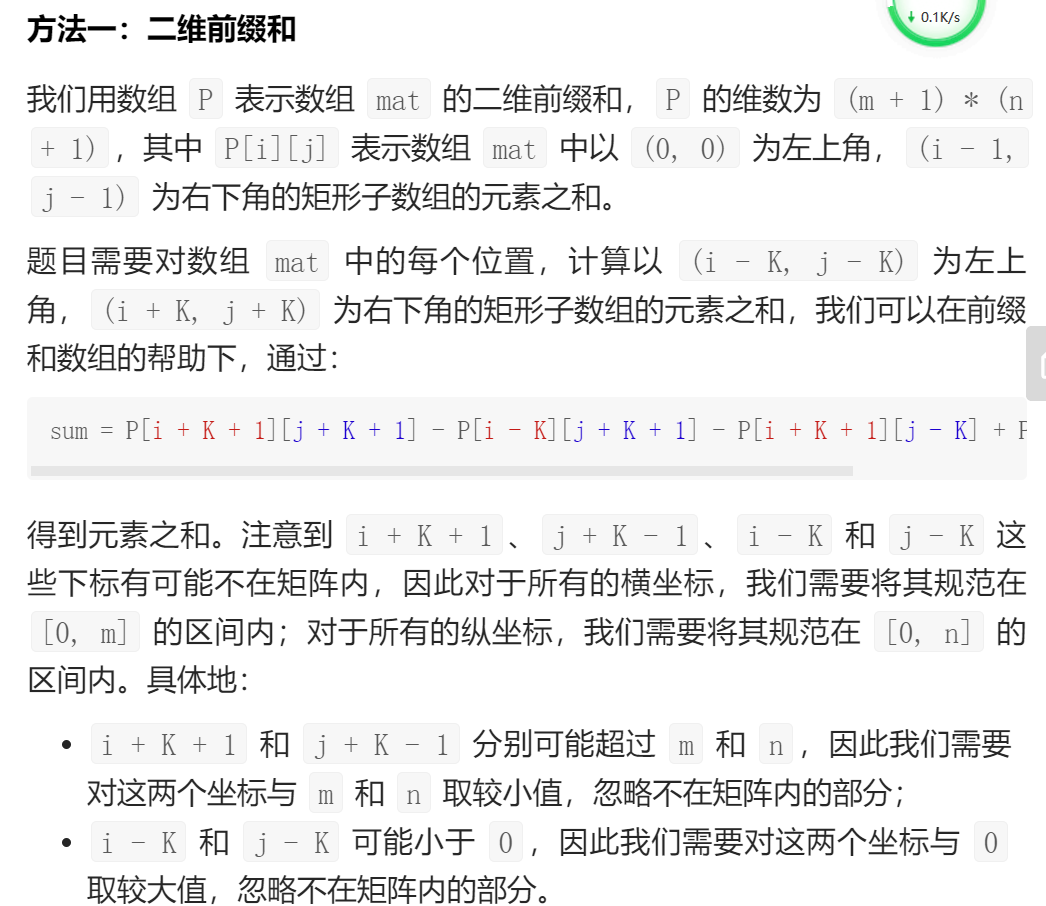 方法一：二维前缀和
↓ 0.1K/s
我们用数组 P 表示数组 mat 的二维前缀和， P 的维数为 (m + 1) * (n
+ 1) ，其中 P[i][j] 表示数组 mat 中以 (0, 0) 为左上角， (i - 1,
j - 1) 为右下角的矩形子数组的元素之和。
题目需要对数组 mat 中的每个位置，计算以 (i - K, j - K) 为左上
角， (i + K, j + K) 为右下角的矩形子数组的元素之和，我们可以在前缀
和数组的帮助下，通过：
sum = P[i + K + 1][j + K + 1] - P[i - K][j + K + 1] - P[i + K + 1][j - K] +
得到元素之和。注意到 i + K + 1 、 j + K - 1 、 i - K 和 j - K 这
些下标有可能不在矩阵内，因此对于所有的横坐标，我们需要将其规范在
[0, m] 的区间内；对于所有的纵坐标，我们需要将其规范在 [0, n] 的
区间内。具体地：
• i + K + 1 和 j + K - 1 分别可能超过 m 和 n ，因此我们需要
对这两个坐标与 m 和 n 取较小值，忽略不在矩阵内的部分；
• i - K 和 j - K 可能小于 0 ，因此我们需要对这两个坐标与 0
取较大值，忽略不在矩阵内的部分。